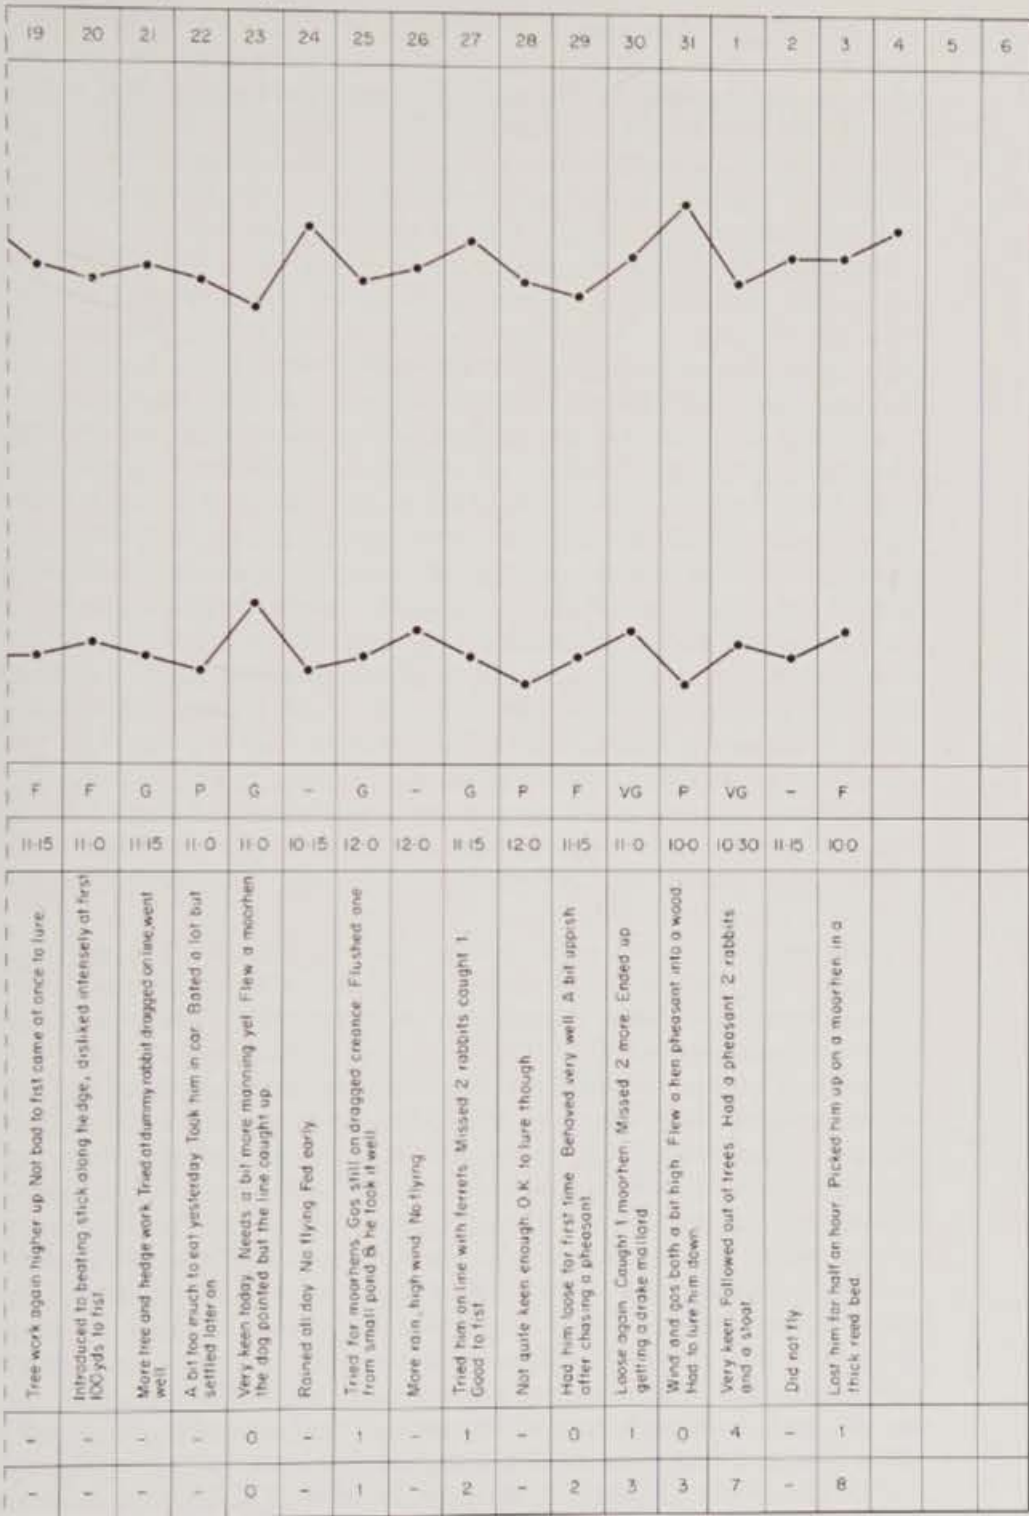 19 20 21 22 23 24 25 26 27 28 29 30 31 1 2 3 4 5 6
F F G P G - G - G P F VG P VG - F
11·15 11·0 11·15 11·0 11·0 10·15 12·0 12·0 11·15 12·0 11·15 11·0 10·0 10·30 11·15 10·0
Tree work again higher up Not bad to fist came at once to lure
Introduced to beating stick along hedge, disliked intensely at first
100yds to fist
More tree and hedge work Tried at dummy rabbit dragged on line, went
well
A bit too much to eat yesterday Took him in car Bated a lot but
settled later on
Very keen today Needs a bit more manning yet Flew a moorhen
the dog pointed but the line caught up
Rained all day No flying Fed early
Tried for moorhens Gos still on dragged creance Flushed one
from small pond & he took it well
More rain, high wind No flying
Tried him on line with ferrets Missed 2 rabbits caught 1.
Good to fist
Not quite keen enough O.K. to lure though
Had him loose for first time Behaved very well A bit uppish
after chasing a pheasant
Loose again Caught 1 moorhen Missed 2 more Ended up
getting a drake mallard
Wind and gos both a bit high Flew a hen pheasant into a wood
Had to lure him down
Very keen Followed out of trees Had a pheasant 2 rabbits
and a stoat
Did not fly
Lost him for half an hour Picked him up on a moorhen in a
thick reed bed
- - - - 0 - 1 - 1 - 0 1 0 4 - 1
- - - - 0 - 1 - 2 - 2 3 3 7 - 8